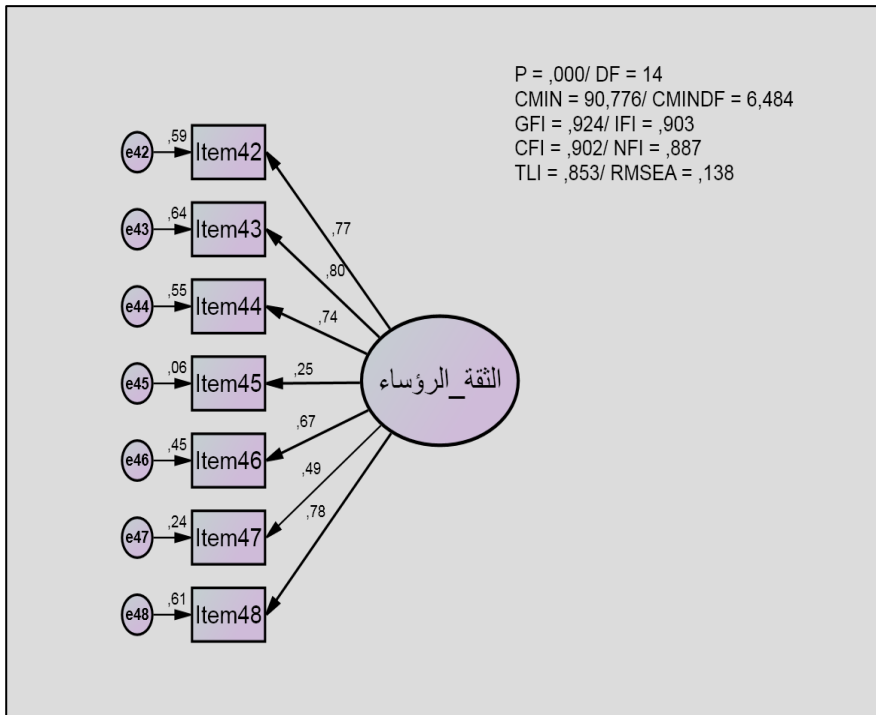 P = ,000/ DF = 14
CMIN = 90,776/ CMINDF = 6,484
GFI = ,924/ IFI = ,903
CFI = ,902/ NFI = ,887
TLI = ,853/ RMSEA = ,138
,59
e42
Item42
,77
,64
e43
Item43
,80
,55
e44
Item44
,74
,06
e45
Item45
,25
الثقة_الرؤساء
,45
e46
Item46
,67
,24
e47
Item47
,49
,61
e48
Item48
,78